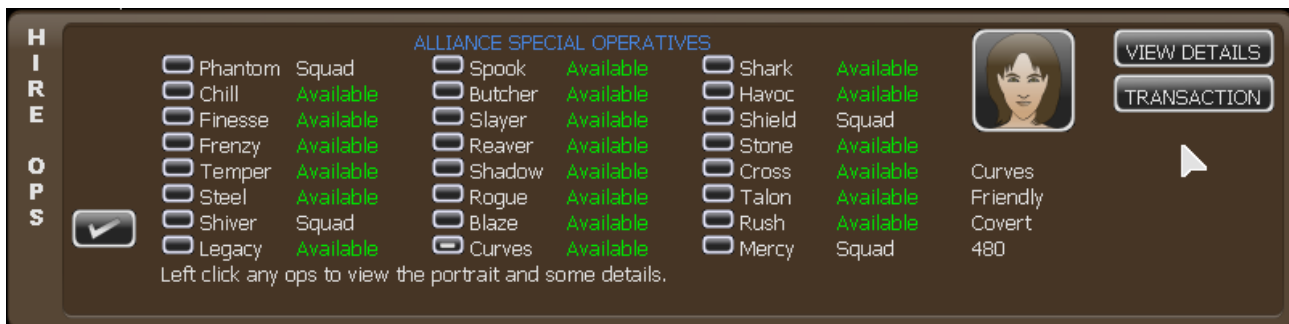 HIRE OPS
ALLIANCE SPECIAL OPERATIVES
Phantom Squad Spook Available Shark Available
Chill Available Butcher Available Havoc Available
Finesse Available Slayer Available Shield Squad
Frenzy Available Reaver Available Stone Available
Temper Available Shadow Available Cross Available
Steel Available Rogue Available Talon Available
Shiver Squad Blaze Available Rush Available
Legacy Available Curves Available Mercy Squad
Left click any ops to view the portrait and some details.
Curves
Friendly
Covert
480
VIEW DETAILS
TRANSACTION